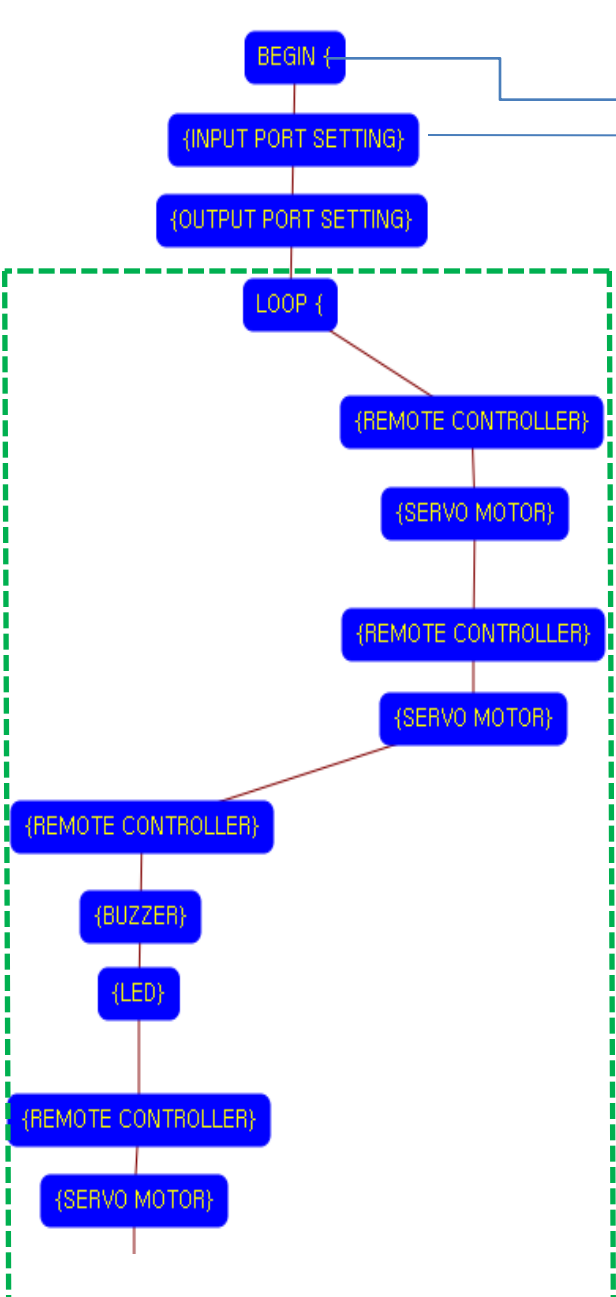 BEGIN {
{INPUT PORT SETTING}
{OUTPUT PORT SETTING}
LOOP {
{REMOTE CONTROLLER}
{SERVO MOTOR}
{REMOTE CONTROLLER}
{SERVO MOTOR}
{REMOTE CONTROLLER}
{BUZZER}
{LED}
{REMOTE CONTROLLER}
{SERVO MOTOR}